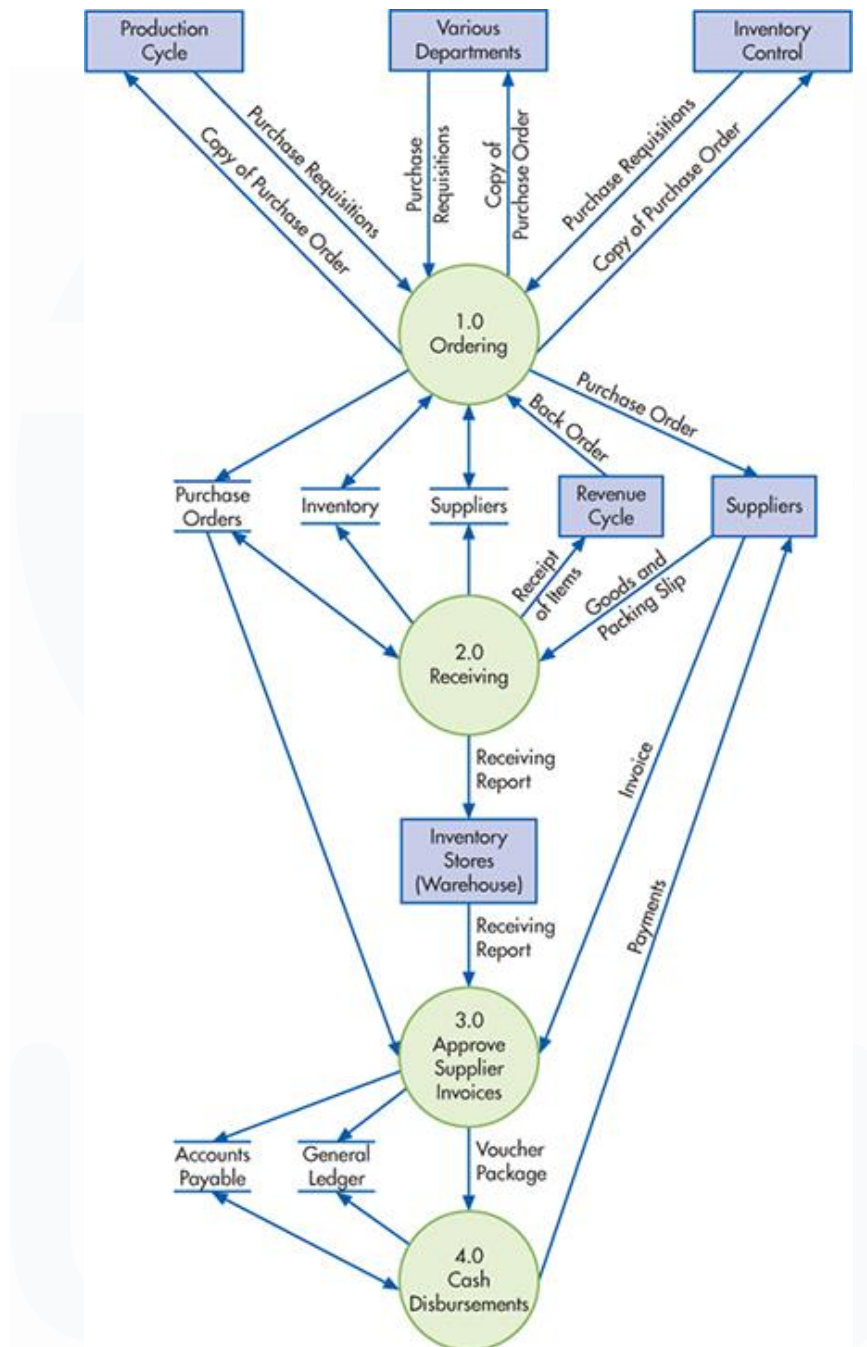 Production
Cycle
Various
Departments
Inventory
Control
Copy of Purchase Order
Purchase Requisitions
Purchase
Requisitions
Copy of
Purchase Order
Purchase Requisitions
Copy of Purchase Order
1.0
Ordering
Back Order
Purchase Order
Purchase
Orders
Inventory
Suppliers
Revenue
Cycle
Suppliers
Receipt
of Items
Goods and
Packing Slip
2.0
Receiving
Receiving
Report
Invoice
Inventory
Stores
(Warehouse)
Payments
Receiving
Report
3.0
Approve
Supplier
Invoices
Accounts
Payable
General
Ledger
Voucher
Package
4.0
Cash
Disbursements